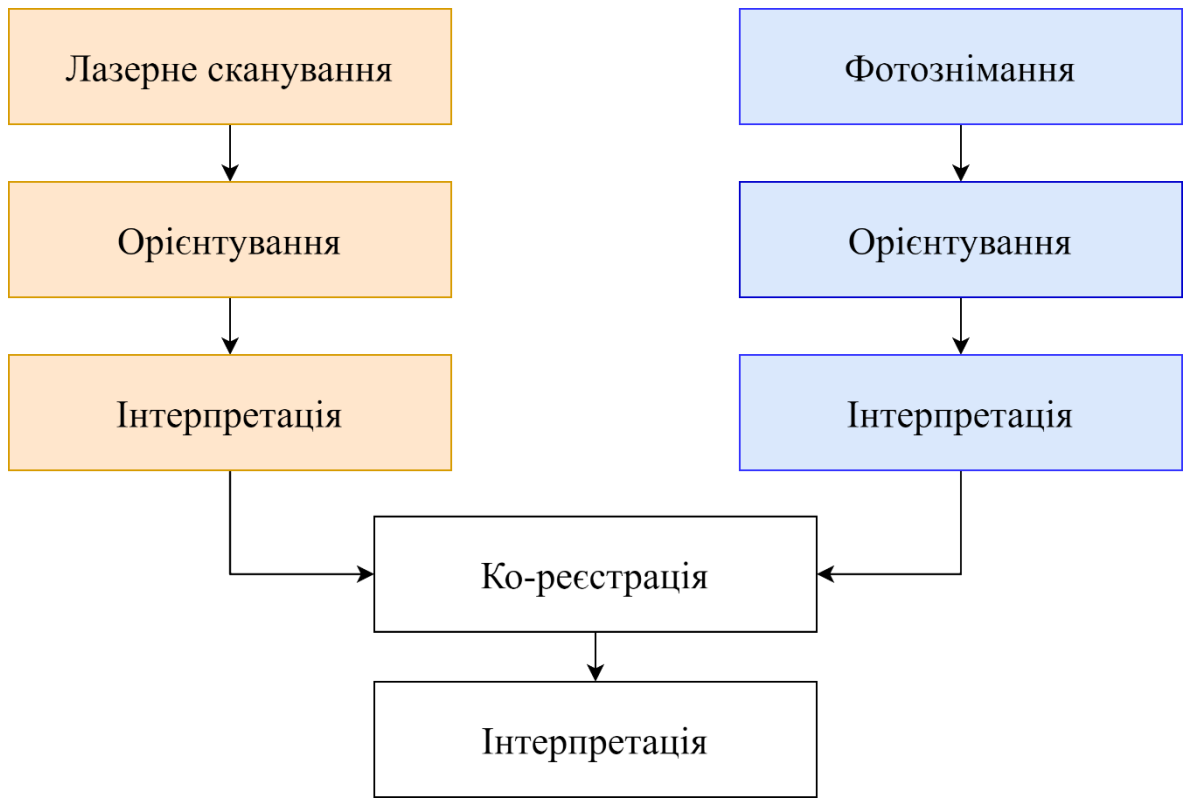 Лазерне сканування
Фотознімання
Орієнтування
Орієнтування
Інтерпретація
Інтерпретація
Ко-реєстрація
Інтерпретація